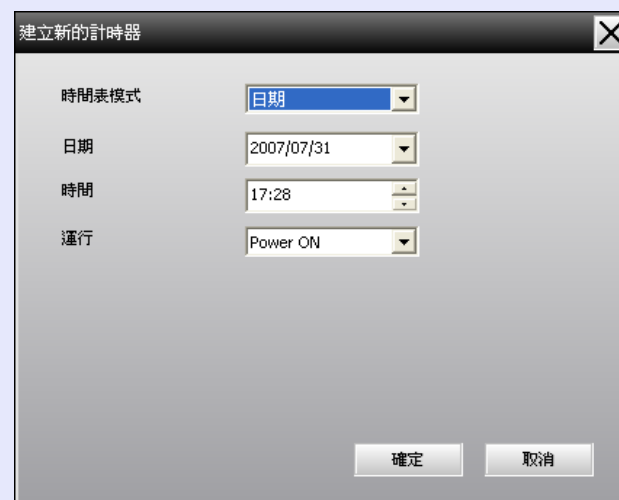 建立新的計時器
時間表模式 日期
日期 2007/07/31
時間 17:28
運行 Power ON
確定 取消